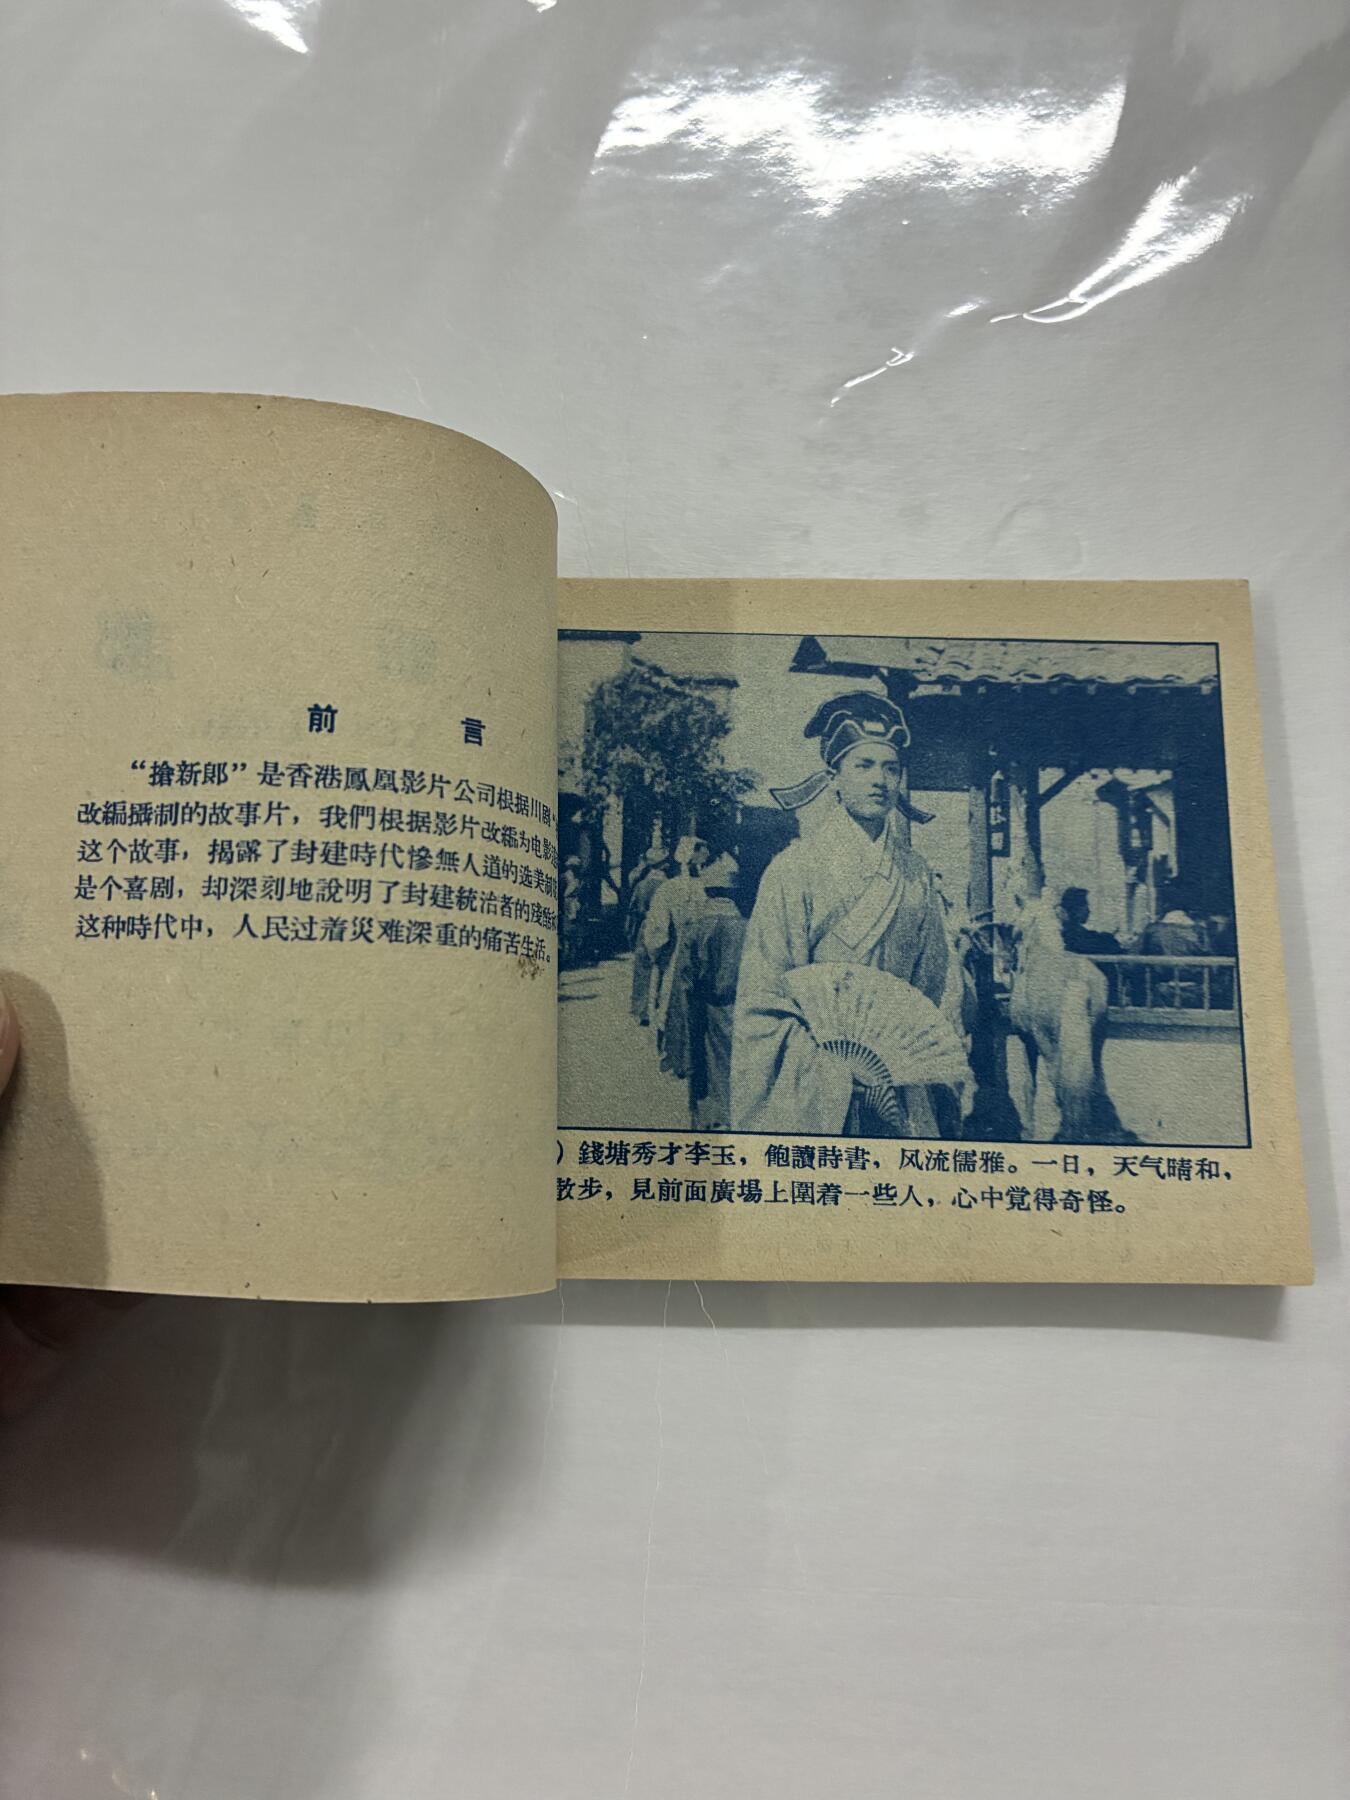 前言
“搶新郎”是香港鳳凰影片公司根据川剧“
改編攝制的故事片，我們根据影片改編为电影
这个故事，揭露了封建時代慘無人道的选美制
是个喜剧，却深刻地說明了封建統治者的殘酷
这种時代中，人民过着災难深重的痛苦生活。
）錢塘秀才李玉，飽讀詩書，风流儒雅。一日，天气晴和，
散步，見前面廣場上圍着一些人，心中覚得奇怪。